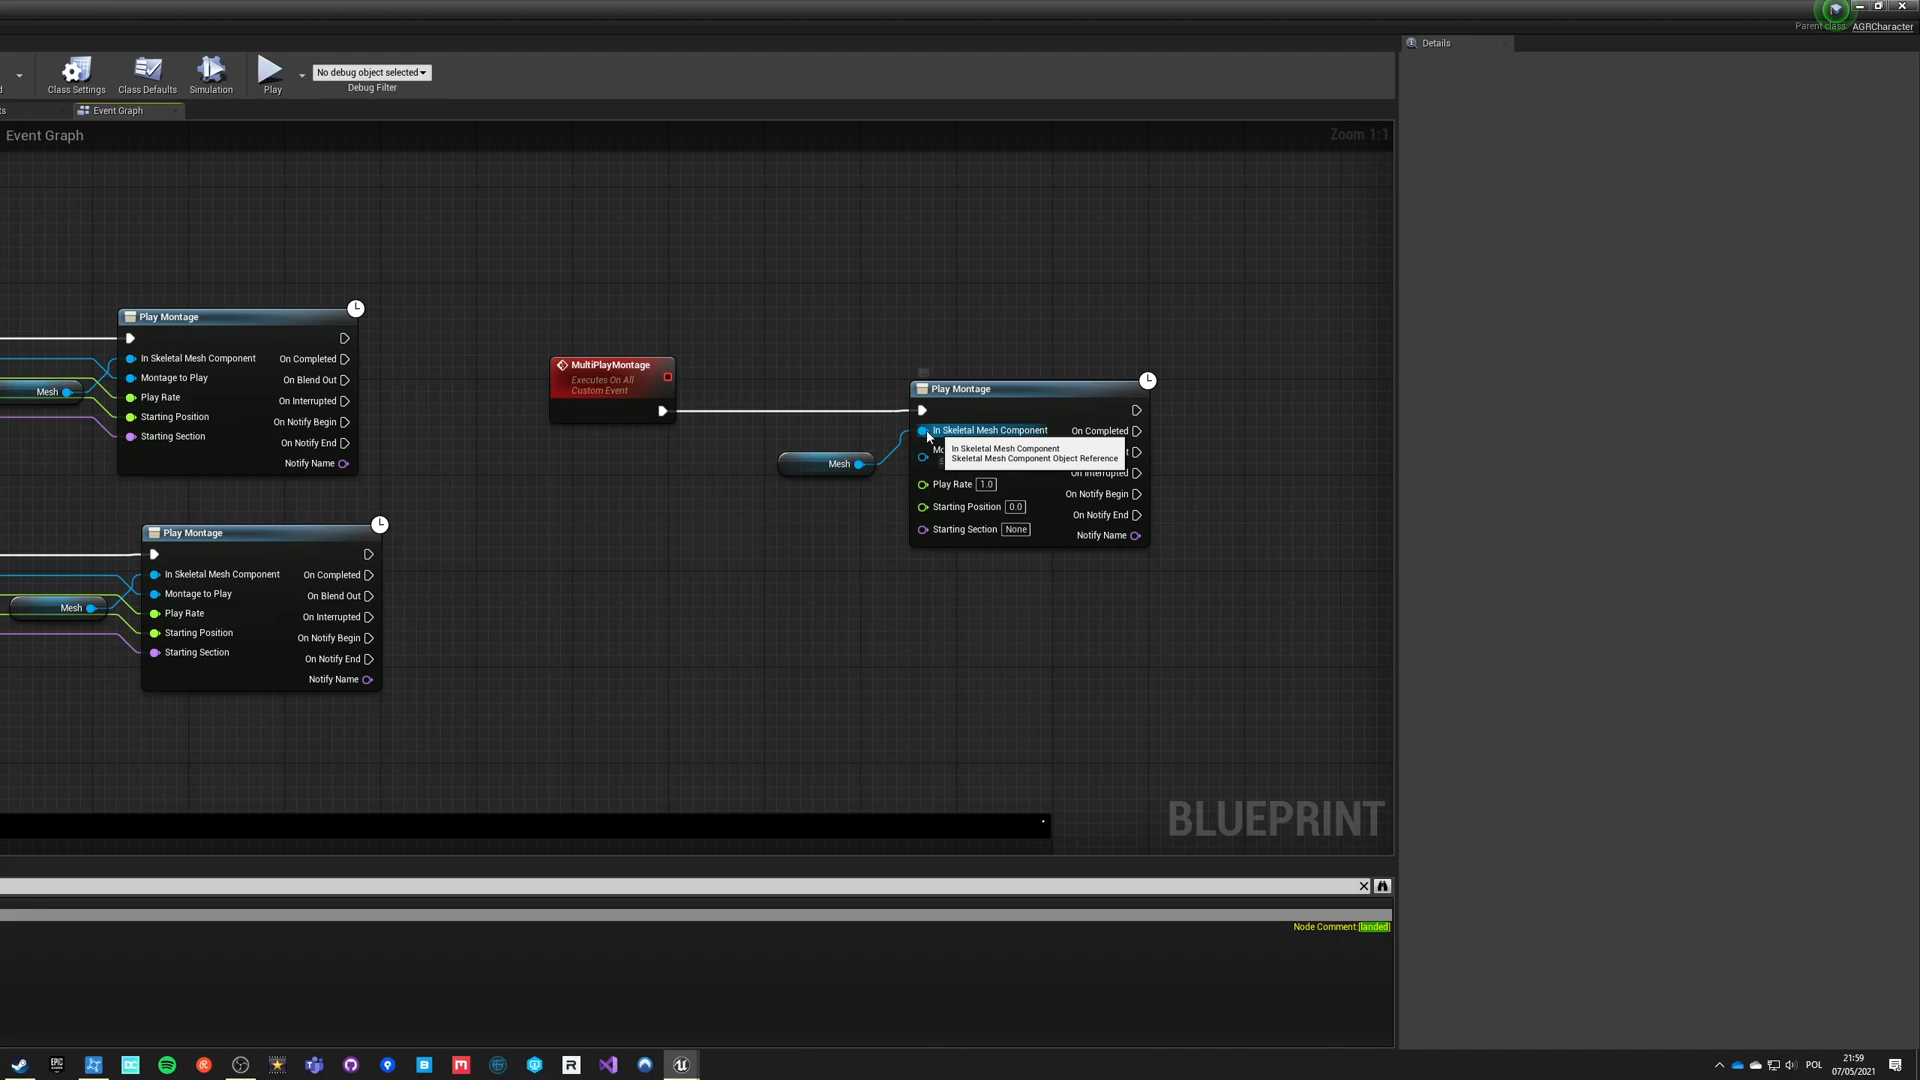 Parent class: AGRCharacter
Details
Class Settings
Class Defaults
Simulation
Play
No debug object selected
Debug Filter
ts
Event Graph
Event Graph
Zoom 1:1
Play Montage
In Skeletal Mesh Component
On Completed
Montage to Play
On Blend Out
Mesh
Play Rate
On Interrupted
Starting Position
On Notify Begin
Starting Section
On Notify End
Notify Name
MultiPlayMontage
Executes On All
Custom Event
Play Montage
In Skeletal Mesh Component
On Completed
In Skeletal Mesh Component
Skeletal Mesh Component Object Reference
Mesh
On Interrupted
Play Rate 1.0
On Notify Begin
Starting Position 0.0
On Notify End
Starting Section None
Notify Name
Play Montage
In Skeletal Mesh Component
On Completed
Montage to Play
On Blend Out
Mesh
Play Rate
On Interrupted
Starting Position
On Notify Begin
Starting Section
On Notify End
Notify Name
BLUEPRINT
Node Comment:[landed]
EPIC
GAMES
POL
21:59
07/05/2021